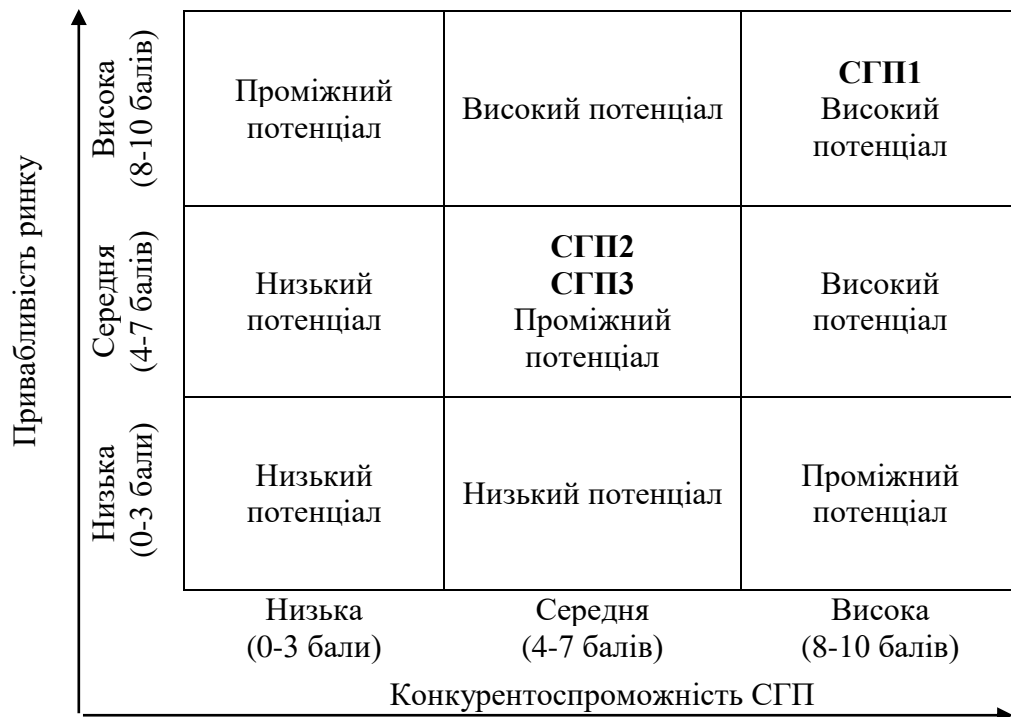 Привабливість ринку
Висока
(8-10 балів)
Проміжний
потенціал
Високий потенціал
СГП1
Високий
потенціал
Середня
(4-7 балів)
Низький
потенціал
СГП2
СГП3
Проміжний
потенціал
Високий
потенціал
Низька
(0-3 бали)
Низький
потенціал
Низький потенціал
Проміжний
потенціал
Низька
(0-3 бали)
Середня
(4-7 балів)
Висока
(8-10 балів)
Конкурентоспроможність СГП